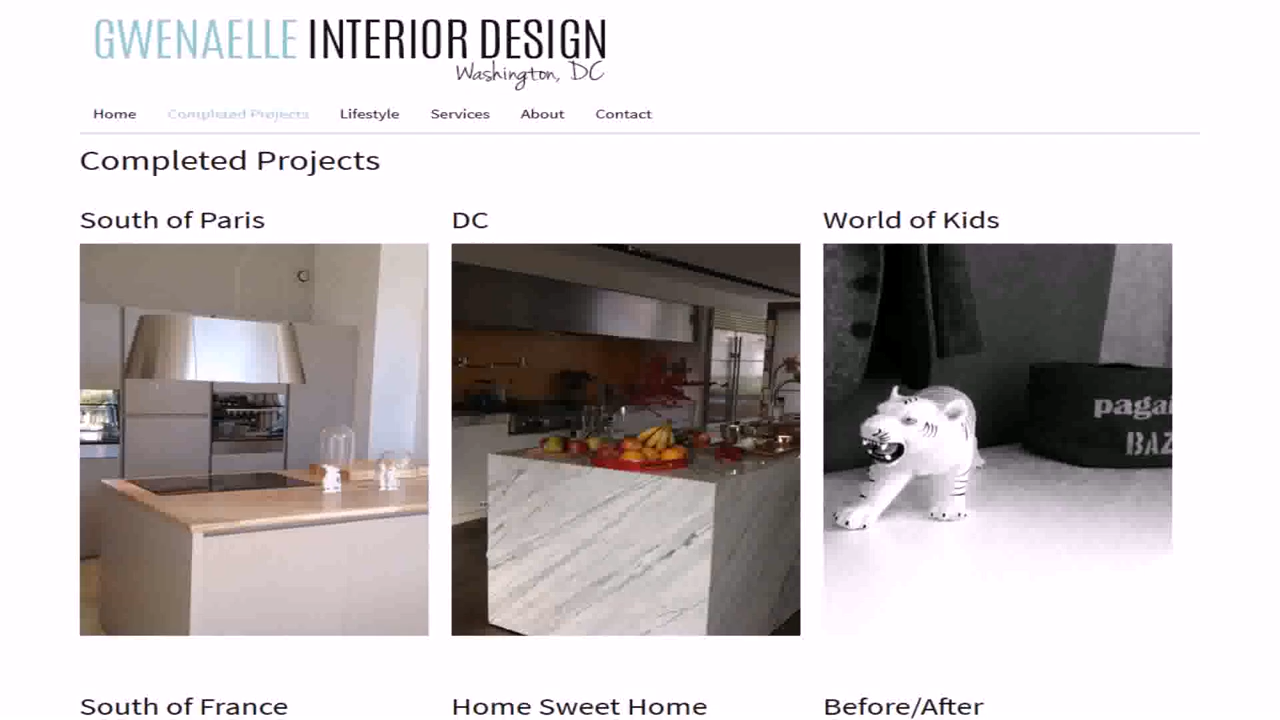 GWENAELLE INTERIOR DESIGN
Washington, DC
Home Completed Projects Lifestyle Services About Contact
Completed Projects
South of Paris DC World of Kids
BAZ
South of France Home Sweet Home Before/After